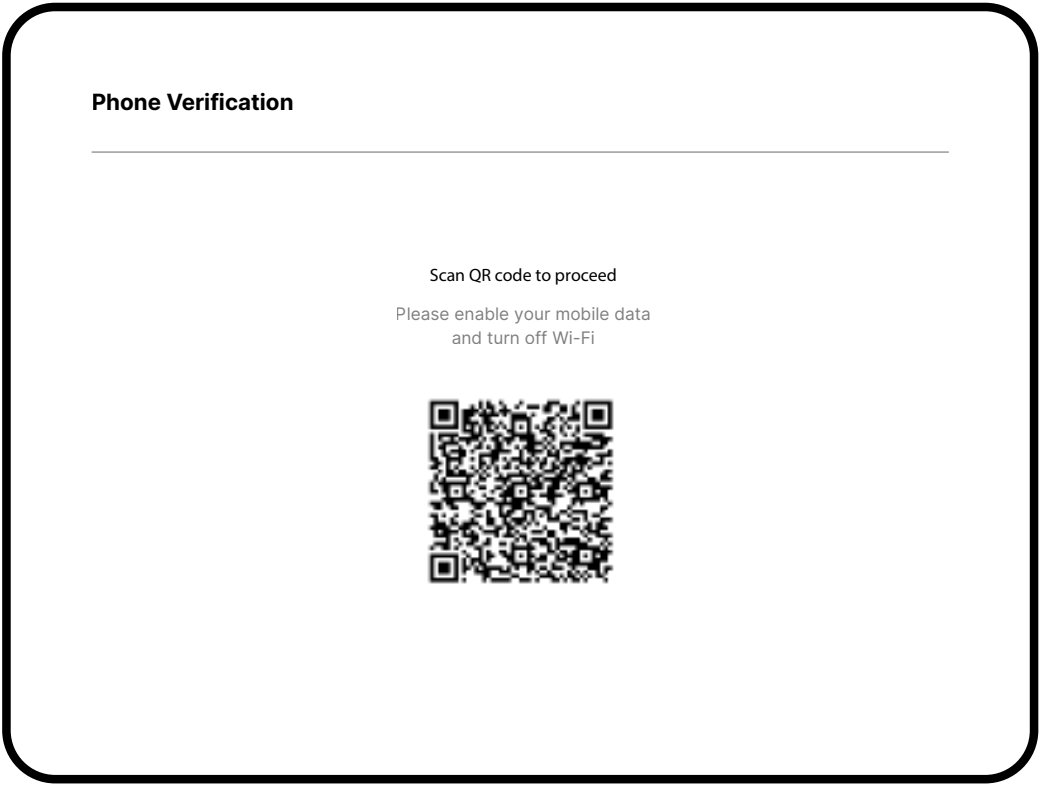 Phone Verification
Scan QR code to proceed
Please enable your mobile data
and turn off Wi-Fi